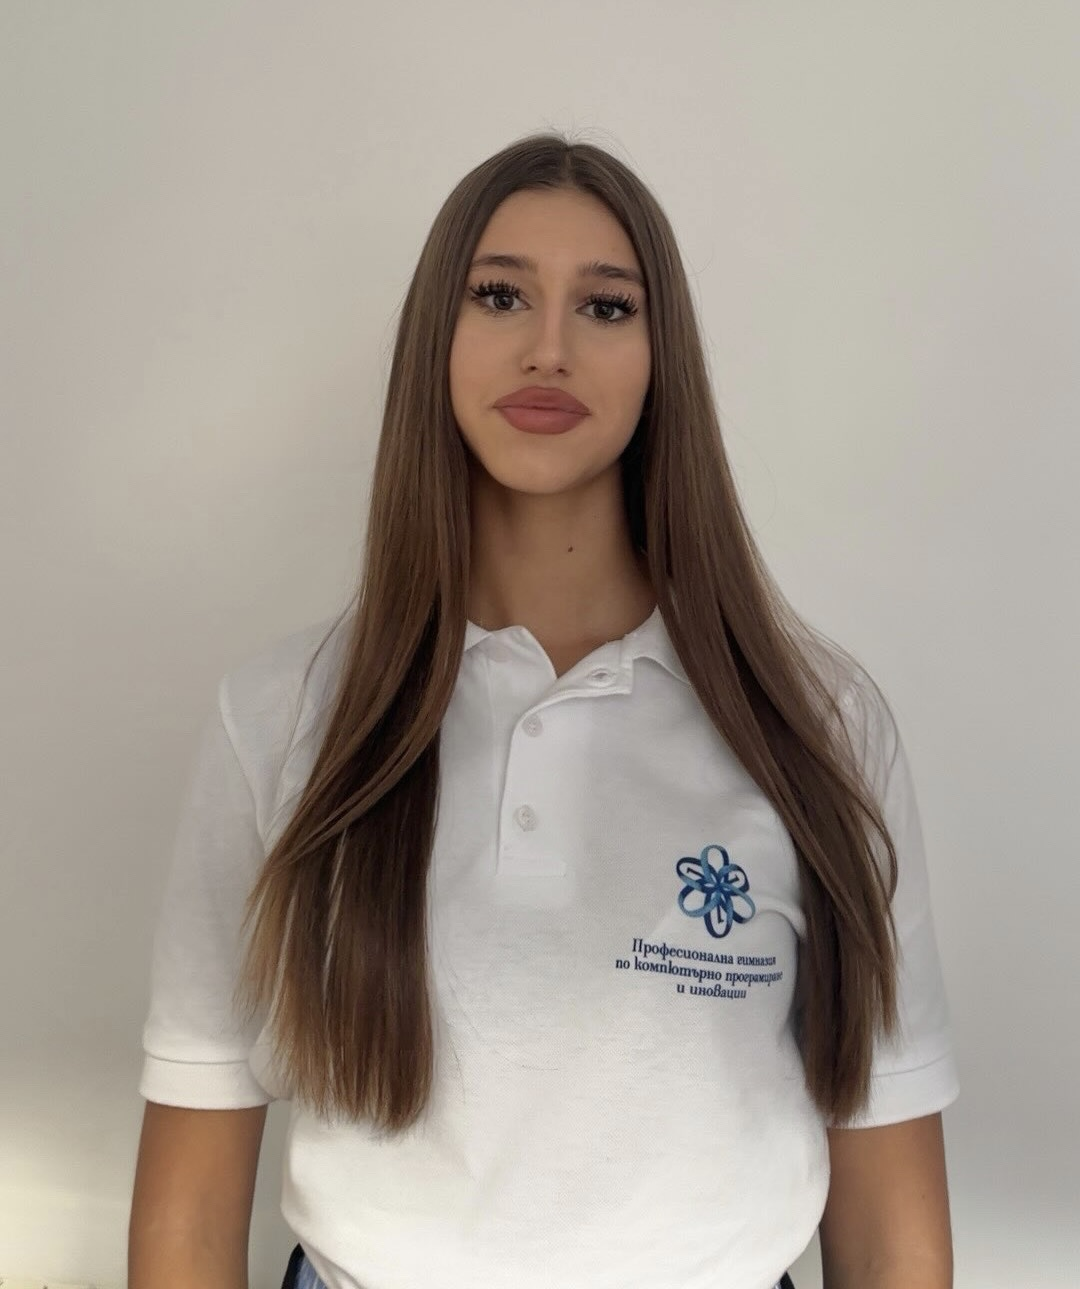 Професионална гимназия
по компютърно програмиране
и иновации